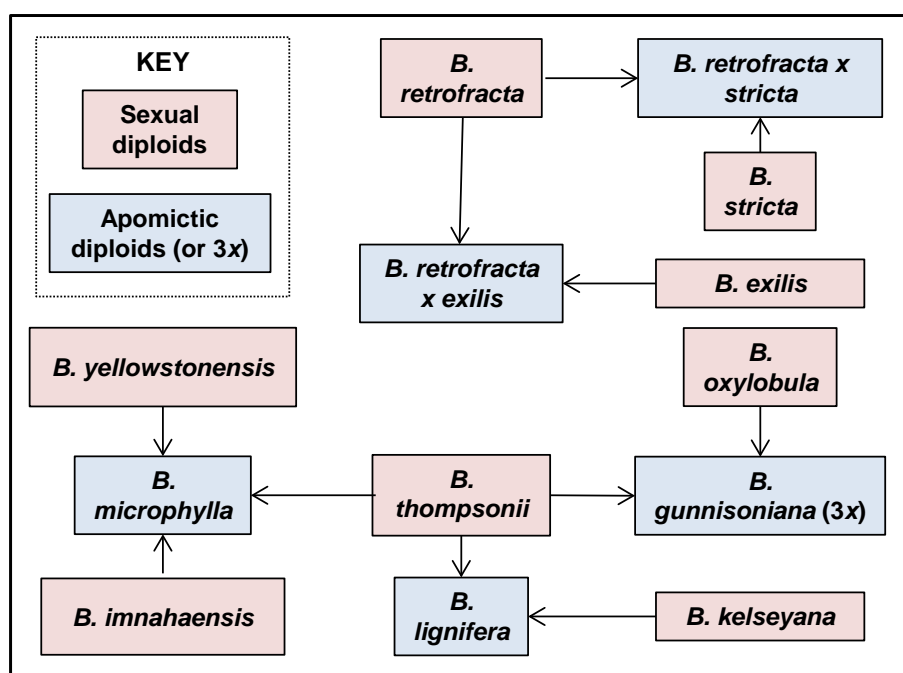 KEY
Sexual
diploids
Apomictic
diploids (or 3x)
B.
retrofracta
B. retrofracta x
stricta
B.
stricta
B. retrofracta
x exilis
B. exilis
B. yellowstonensis
B.
oxylobula
B.
microphylla
B.
thompsonii
B.
gunnisoniana (3x)
B. imnahaensis
B.
lignifera
B. kelseyana